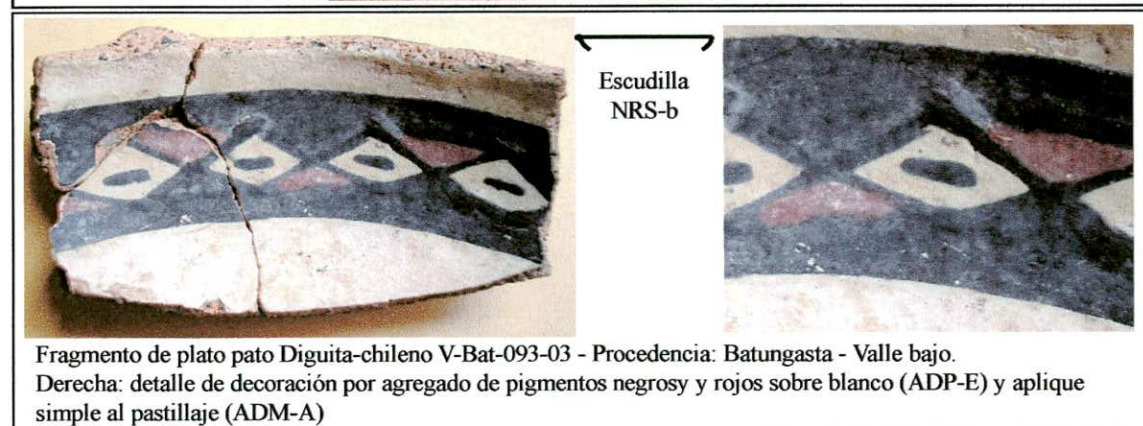 Escudilla
NRS-b
Fragmento de plato pato Diguita-chileno V-Bat-093-03 - Procedencia: Batungasta - Valle bajo.
Derecha: detalle de decoración por agregado de pigmentos negrosy y rojos sobre blanco (ADP-E) y aplique
simple al pastillaje (ADM-A)